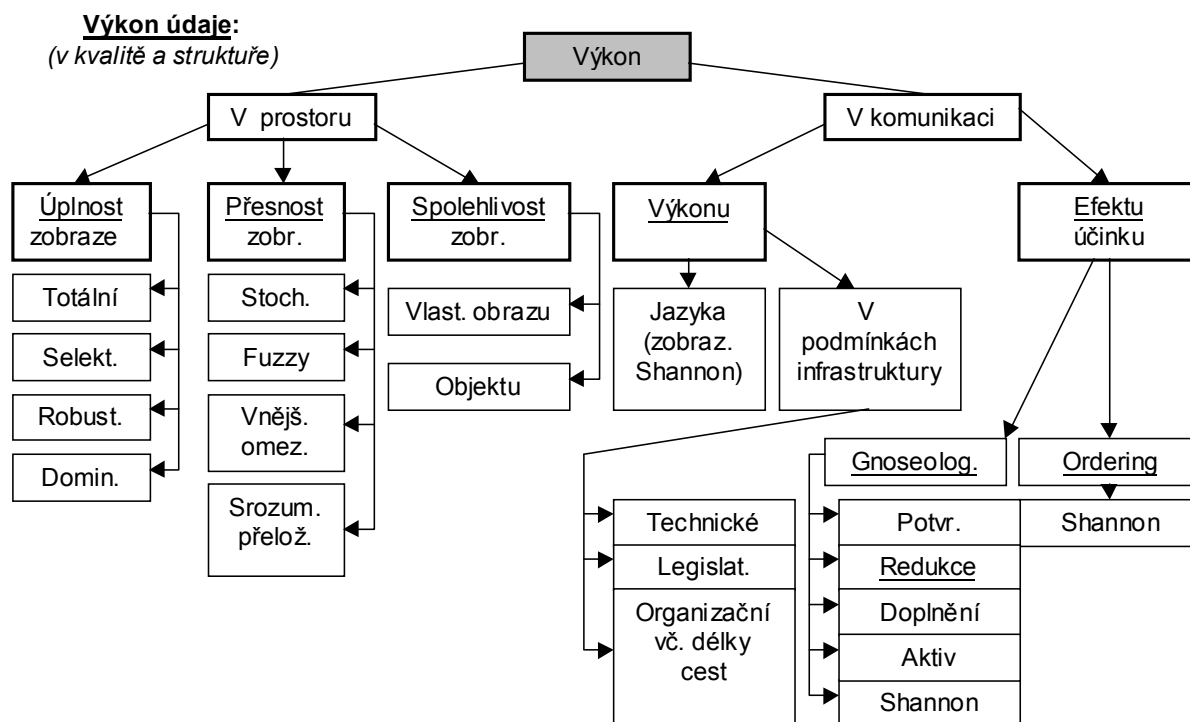 Výkon údaje:
(v kvalitě a struktuře)
Výkon
V prostoru
V komunikaci
Úplnost
zobraze
Přesnost
zobr.
Spolehlivost
zobr.
Výkonu
Efektu
účinku
Totální
Selekt.
Robust.
Domin.
Stoch.
Fuzzy
Vnějš.
omez.
Srozum.
přelož.
Vlast. obrazu
Objektu
Jazyka
(zobraz.
Shannon)
V
podmínkách
infrastruktury
Gnoseolog.
Ordering
Technické
Legislat.
Organizační
vč. délky
cest
Potvr.
Redukce
Doplnění
Aktiv
Shannon
Shannon